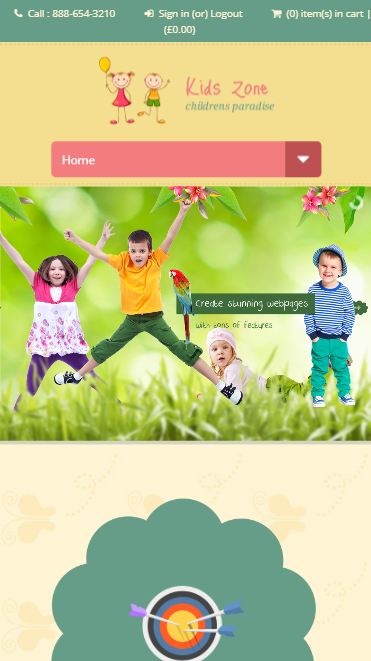 Call : 888-654-3210 Sign in (or) Logout (0) item(s) in cart |
(£0.00)
Kids Zone
childrens paradise
Home
Create stunning webpages
with tons of features